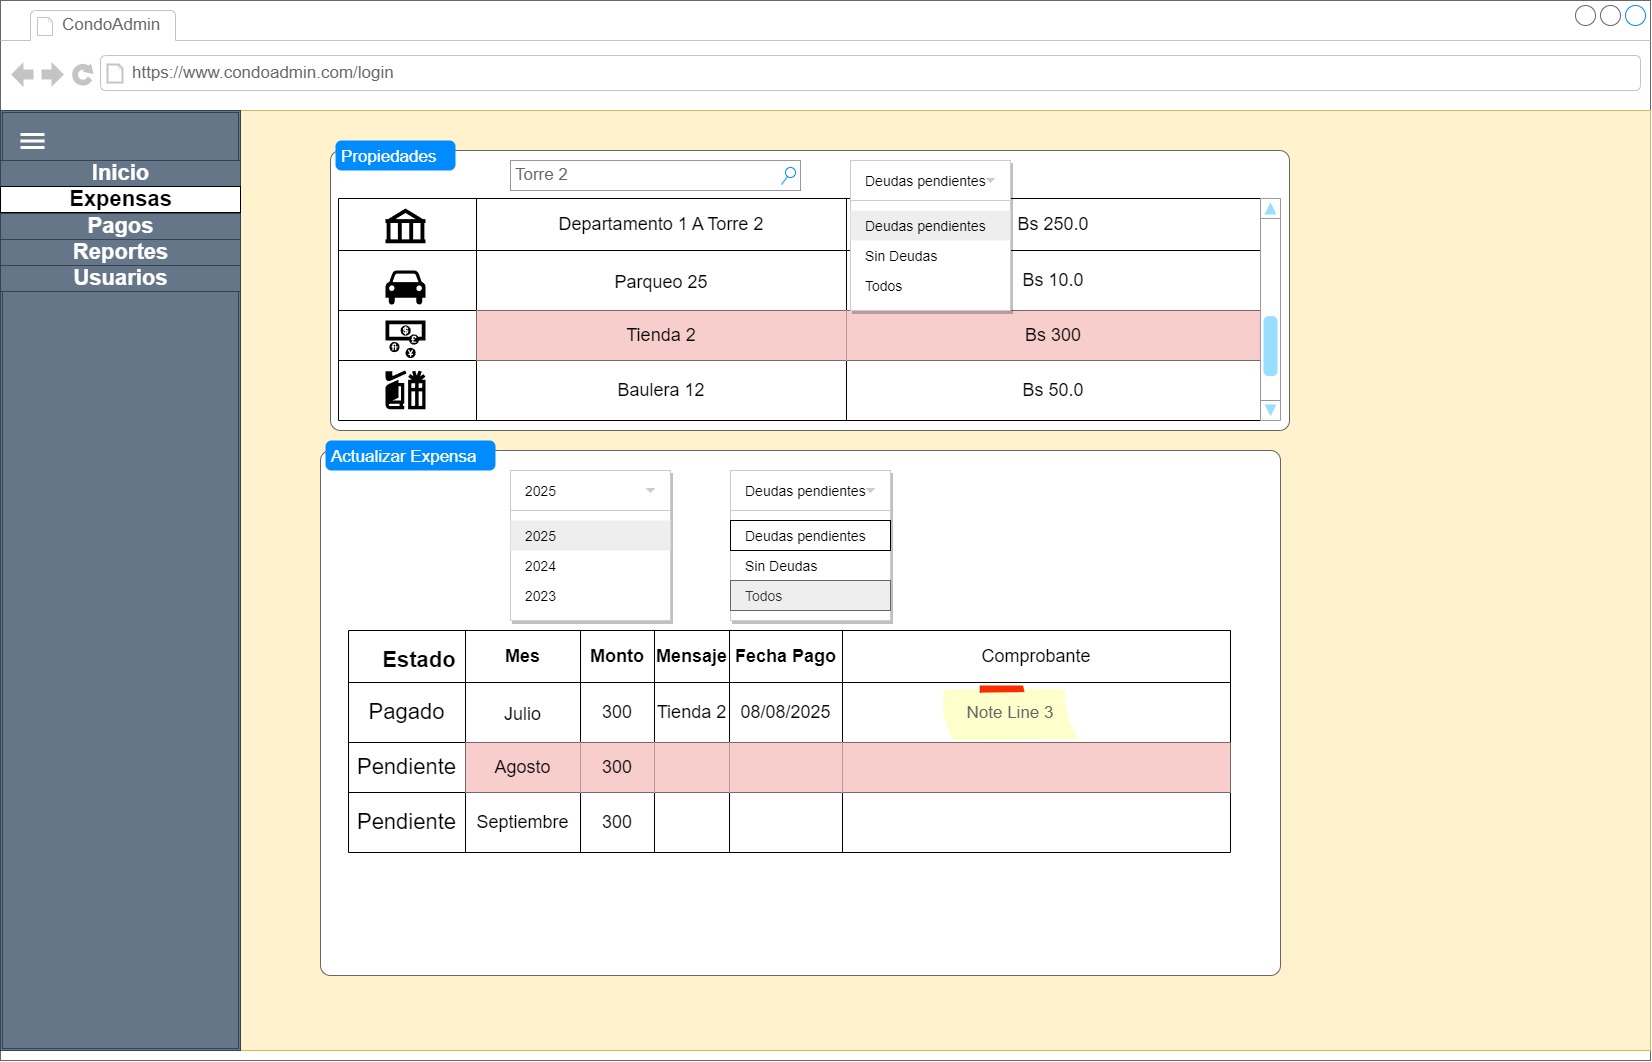 CondoAdmin
https://www.condoadmin.com/login
Inicio
Expensas
Pagos
Reportes
Usuarios
Propiedades
Torre 2
Deudas pendientes
Deudas pendientes
Sin Deudas
Todos
Departamento 1 A Torre 2 Bs 250.0
Parqueo 25 Bs 10.0
Tienda 2 Bs 300
Baulera 12 Bs 50.0
Actualizar Expensa
2025
2025
2024
2023
Deudas pendientes
Deudas pendientes
Sin Deudas
Todos
Estado Mes Monto Mensaje Fecha Pago Comprobante
Pagado Julio 300 Tienda 2 08/08/2025 Note Line 3
Pendiente Agosto 300
Pendiente Septiembre 300